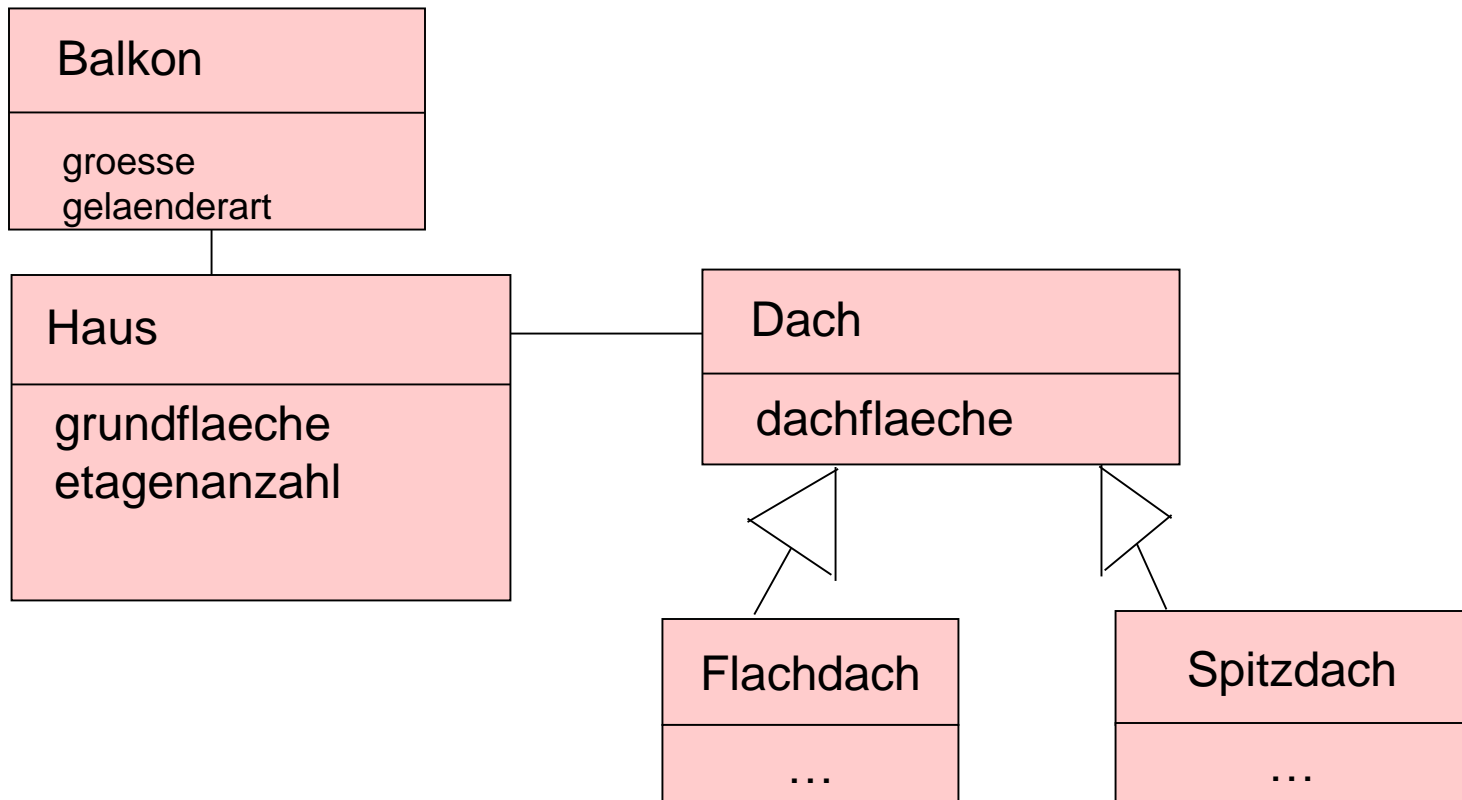 Balkon
groesse
gelaenderart
Haus
grundflaeche
etagenanzahl
Dach
dachflaeche
Flachdach
…
Spitzdach
…